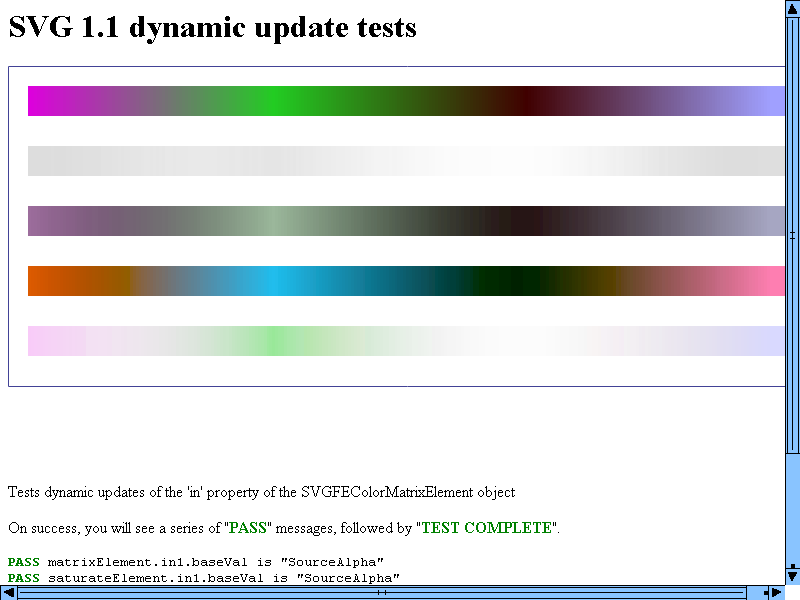 SVG 1.1 dynamic update tests
Tests dynamic updates of the 'in' property of the SVGFEColorMatrixElement object
On success, you will see a series of "PASS" messages, followed by "TEST COMPLETE".
PASS matrixElement.in1.baseVal is "SourceAlpha"
PASS saturateElement.in1.baseVal is "SourceAlpha"